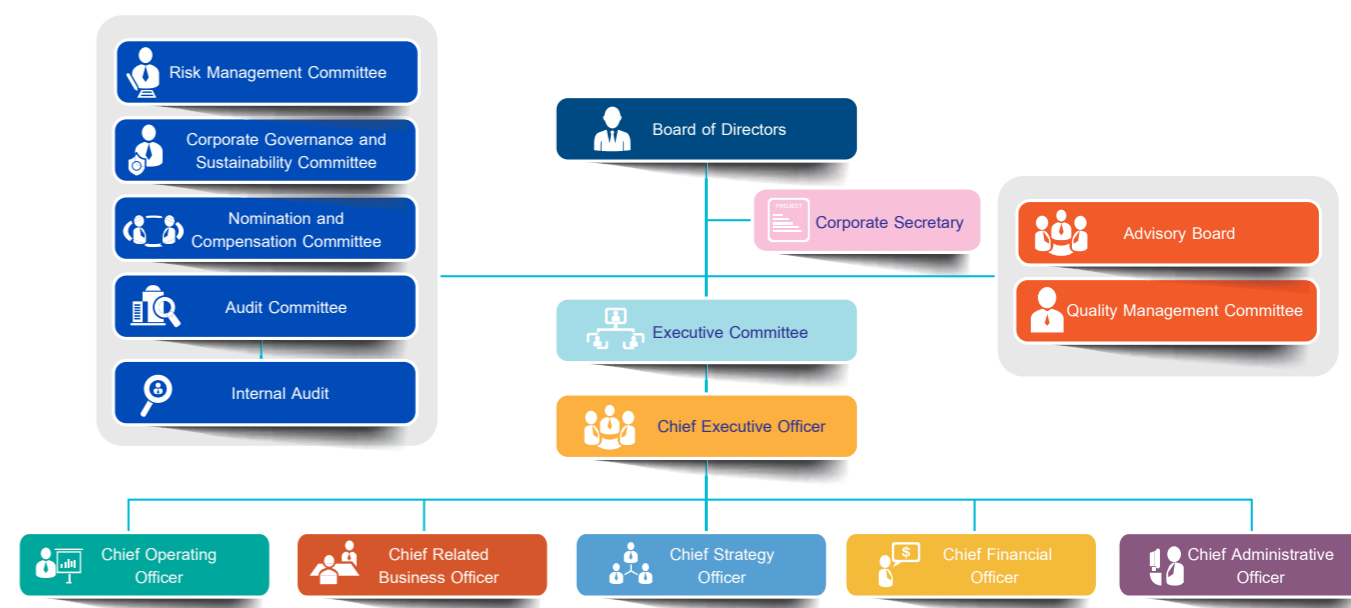 Risk Management Committee
Corporate Governance and
Sustainability Committee
Nomination and
Compensation Committee
Audit Committee
Internal Audit
Board of Directors
PROJECT
Corporate Secretary
Executive Committee
Chief Executive Officer
Advisory Board
Quality Management Committee
Chief Operating
Officer
Chief Related
Business Officer
Chief Strategy
Officer
$
Chief Financial
Officer
Chief Administrative
Officer